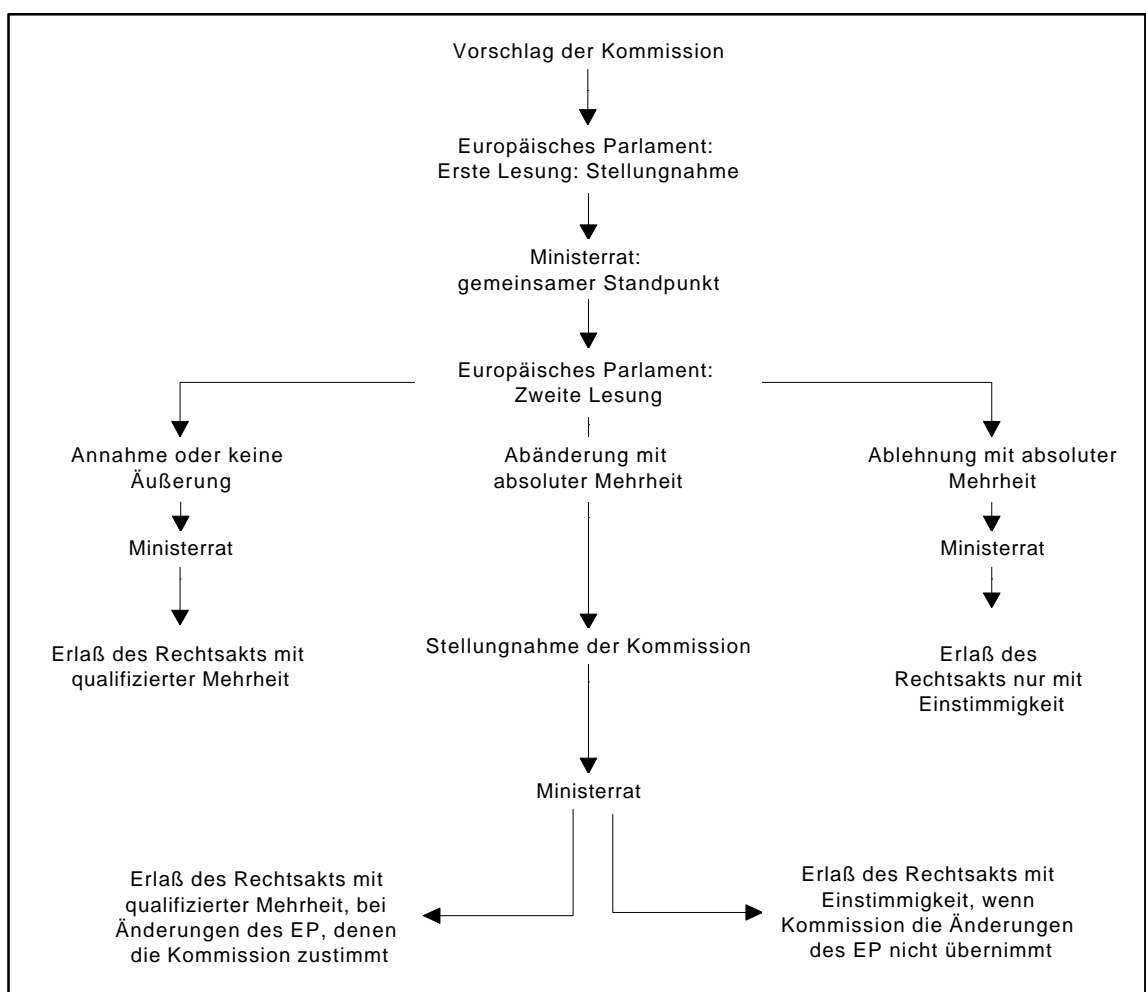 Vorschlag der Kommission
Europäisches Parlament:
Erste Lesung: Stellungnahme
Ministerrat:
gemeinsamer Standpunkt
Europäisches Parlament:
Zweite Lesung
Annahme oder keine
Äußerung
Abänderung mit
absoluter Mehrheit
Ablehnung mit absoluter
Mehrheit
Ministerrat
Ministerrat
Erlaß des Rechtsakts mit
qualifizierter Mehrheit
Stellungnahme der Kommission
Erlaß des
Rechtsakts nur mit
Einstimmigkeit
Ministerrat
Erlaß des Rechtsakts mit
qualifizierter Mehrheit, bei
Änderungen des EP, denen
die Kommission zustimmt
Erlaß des Rechtsakts mit
Einstimmigkeit, wenn
Kommission die Änderungen
des EP nicht übernimmt